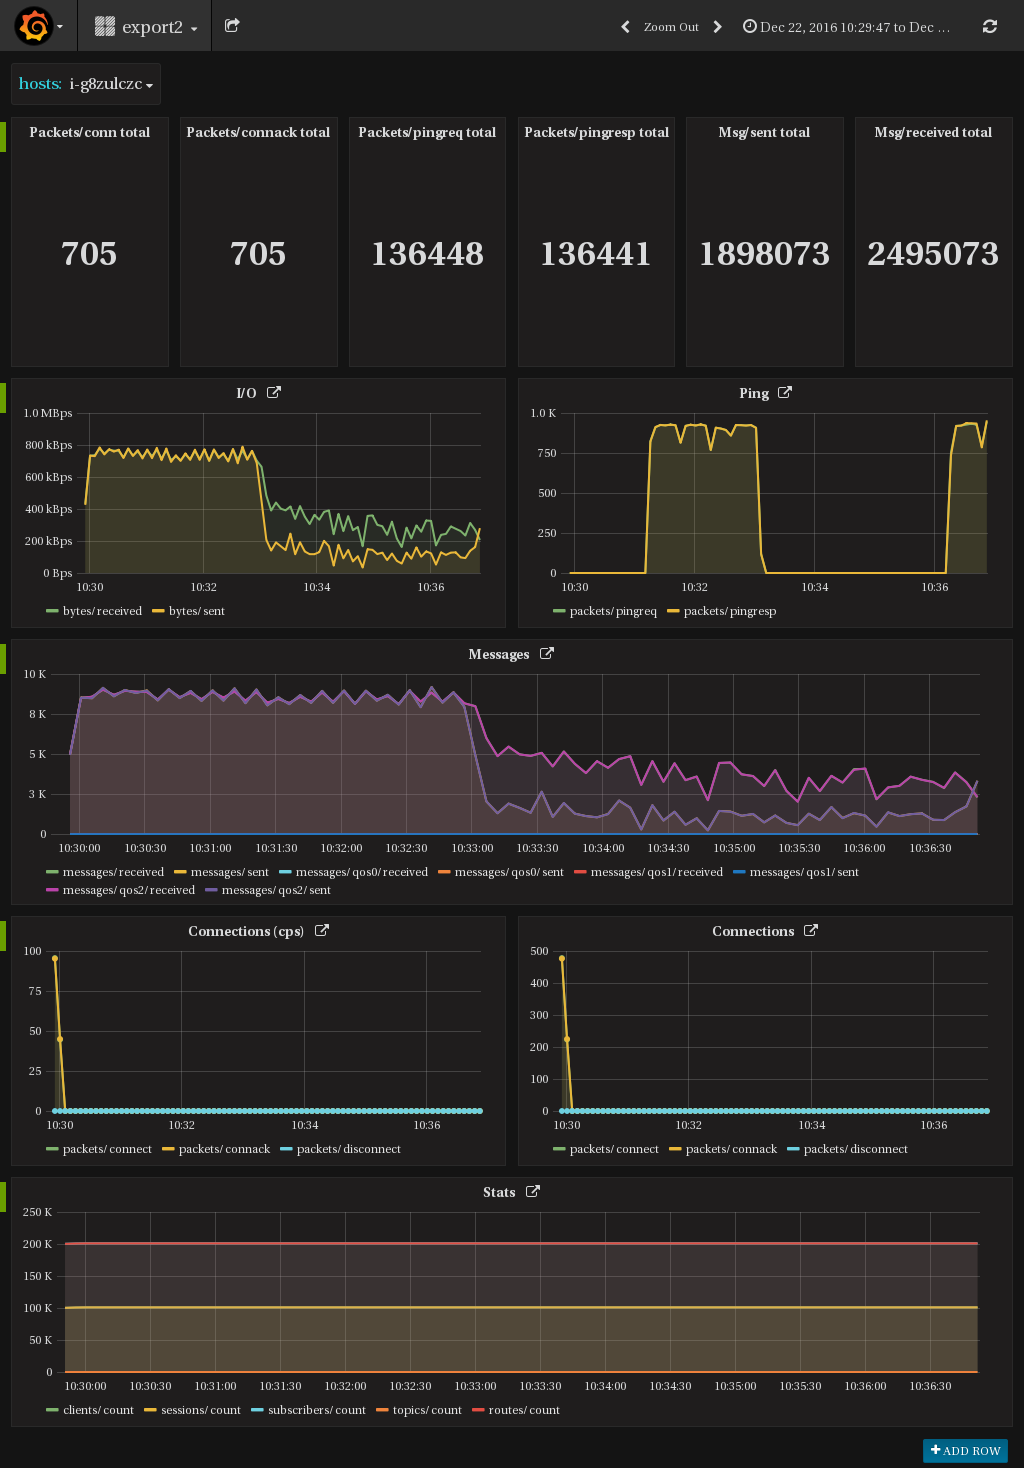 export2
Zoom Out
Dec 22, 2016 10:29:47 to Dec ...
hosts: i-g8zulczc
Packets/conn total Packets/connack total Packets/pingreq total Packets/pingresp total Msg/sent total Msg/received total
705 705 136448 136441 1898073 2495073
I/O
1.0 MBps
800 kBps
600 kBps
400 kBps
200 kBps
0 Bps
10:30 10:32 10:34 10:36
bytes/received bytes/sent
Ping
1.0 K
750
500
250
0
10:30 10:32 10:34 10:36
packets/pingreq packets/pingresp
Messages
10 K
8 K
5 K
3 K
0
10:30:00 10:30:30 10:31:00 10:31:30 10:32:00 10:32:30 10:33:00 10:33:30 10:34:00 10:34:30 10:35:00 10:35:30 10:36:00 10:36:30
messages/received messages/sent messages/qos0/received messages/qos0/sent messages/qos1/received messages/qos1/sent
messages/qos2/received messages/qos2/sent
Connections (cps)
100
75
50
25
0
10:30 10:32 10:34 10:36
packets/connect packets/connack packets/disconnect
Connections
500
400
300
200
100
0
10:30 10:32 10:34 10:36
packets/connect packets/connack packets/disconnect
Stats
250 K
200 K
150 K
100 K
50 K
0
10:30:00 10:30:30 10:31:00 10:31:30 10:32:00 10:32:30 10:33:00 10:33:30 10:34:00 10:34:30 10:35:00 10:35:30 10:36:00 10:36:30
clients/count sessions/count subscribers/count topics/count routes/count
ADD ROW